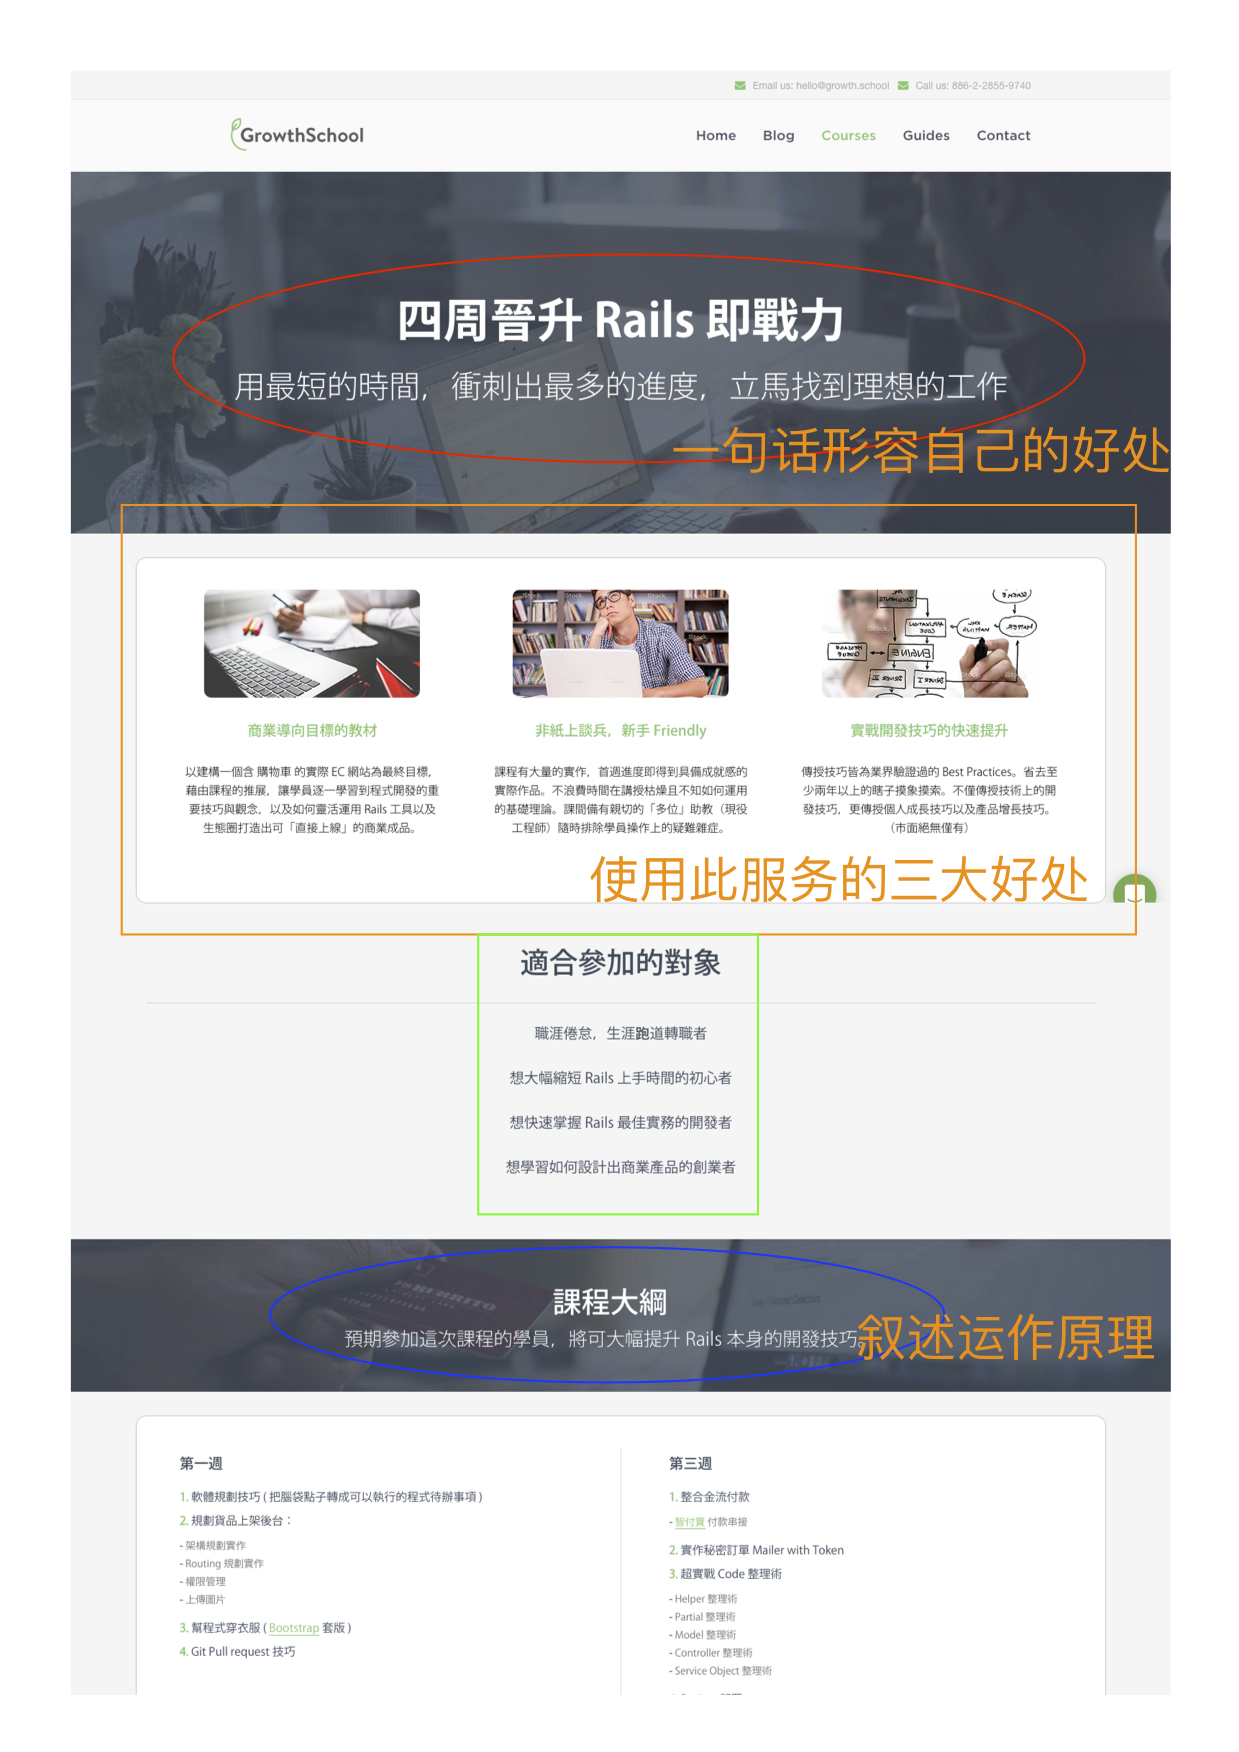 Email us: hello@growth.school Call us: 886-2-2855-9740
GrowthSchool
Home Blog Courses Guides Contact
四周晉升 Rails 即戰力
用最短的時間，衝刺出最多的進度，立馬找到理想的工作
一句话形容自己的好处
商業導向目標的教材
以建構一個含 購物車 的實際 EC 網站為最終目標，
藉由課程的推展，讓學員逐一學習到程式開發的重
要技巧與觀念，以及如何靈活運用 Rails 工具以及
生態圈打造出可「直接上線」的商業成品。
非紙上談兵，新手 Friendly
課程有大量的實作，首週進度即得到具備成就感的
實際作品。不浪費時間在講授枯燥且不知如何運用
的基礎理論。課間備有親切的「多位」助教（現役
工程師）隨時排除學員操作上的疑難雜症。
實戰開發技巧的快速提升
傳授技巧皆為業界驗證過的 Best Practices。省去至
少兩年以上的瞎子摸象摸索。不僅傳授技術上的開
發技巧，更傳授個人成長技巧以及產品增長技巧。
（市面絕無僅有）
使用此服务的三大好处
適合參加的對象
職涯倦怠，生涯跑道轉職者
想大幅縮短 Rails 上手時間的初心者
想快速掌握 Rails 最佳實務的開發者
想學習如何設計出商業產品的創業者
課程大綱
預期參加這次課程的學員，將可大幅提升 Rails 本身的開發技巧。
叙述运作原理
第一週
1. 軟體規劃技巧 ( 把腦袋點子轉成可以執行的程式待辦事項 )
2. 規劃貨品上架後台：
- 架構規劃實作
- Routing 規劃實作
- 權限管理
- 上傳圖片
3. 幫程式穿衣服 ( Bootstrap 套版 )
4. Git Pull request 技巧
第三週
1. 整合金流付款
- 智付寶 付款串接
2. 實作秘密訂單 Mailer with Token
3. 超實戰 Code 整理術
- Helper 整理術
- Partial 整理術
- Model 整理術
- Controller 整理術
- Service Object 整理術